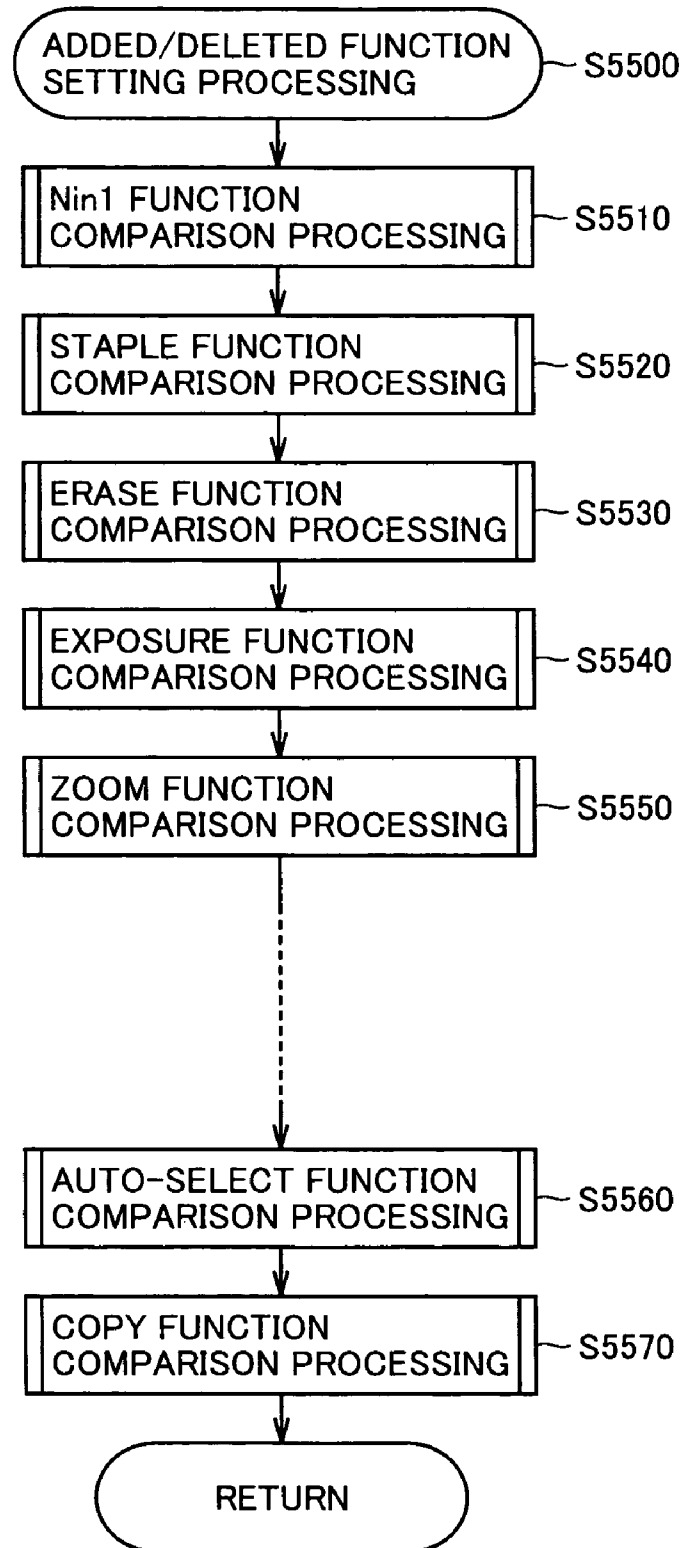 ADDED/DELETED FUNCTION
SETTING PROCESSING
S5500
Nin1 FUNCTION
COMPARISON PROCESSING
S5510
STAPLE FUNCTION
COMPARISON PROCESSING
S5520
ERASE FUNCTION
COMPARISON PROCESSING
S5530
EXPOSURE FUNCTION
COMPARISON PROCESSING
S5540
ZOOM FUNCTION
COMPARISON PROCESSING
S5550
AUTO-SELECT FUNCTION
COMPARISON PROCESSING
S5560
COPY FUNCTION
COMPARISON PROCESSING
S5570
RETURN